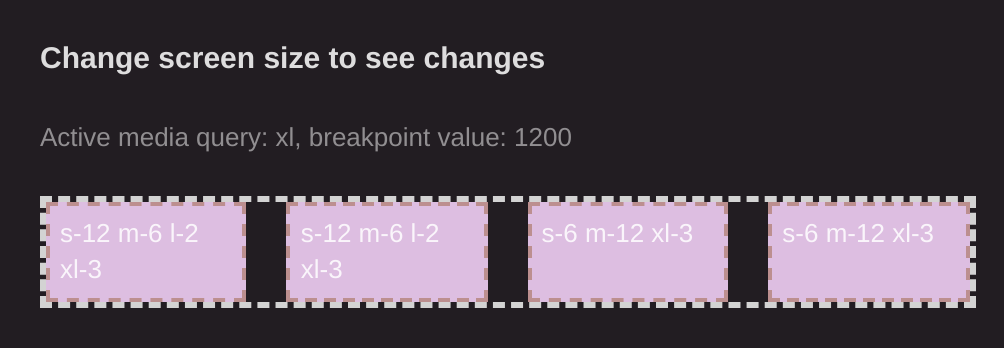 Change screen size to see changes
Active media query: xl, breakpoint value: 1200
s-12 m-6 l-2
xl-3
s-12 m-6 l-2
xl-3
s-6 m-12 xl-3
s-6 m-12 xl-3